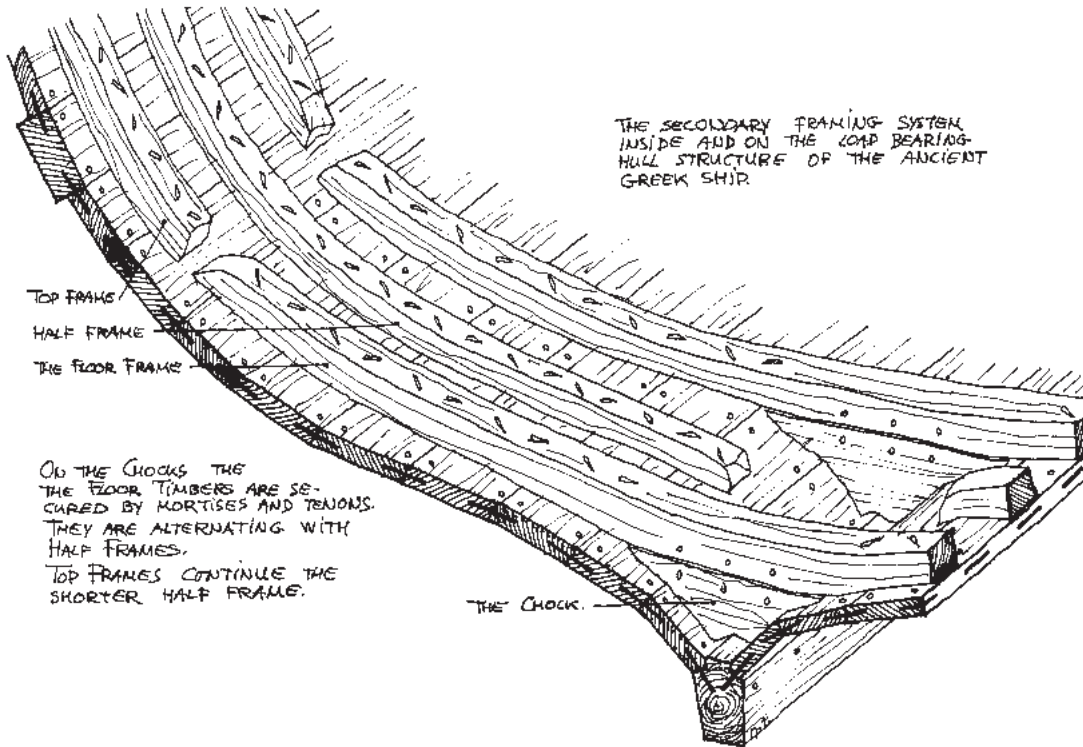 THE SECONDARY FRAMING SYSTEM
INSIDE AND ON THE LOAD BEARING
HULL STRUCTURE OF THE ANCIENT
GREEK SHIP.
TOP FRAME
HALF FRAME
THE FLOOR FRAME
ON THE CHOCKS THE
THE FLOOR TIMBERS ARE SE-
CURED BY MORTISES AND TENONS.
THEY ARE ALTERNATING WITH
HALF FRAMES.
TOP FRAMES CONTINUE THE
SHORTER HALF FRAME.
THE CHOCK.